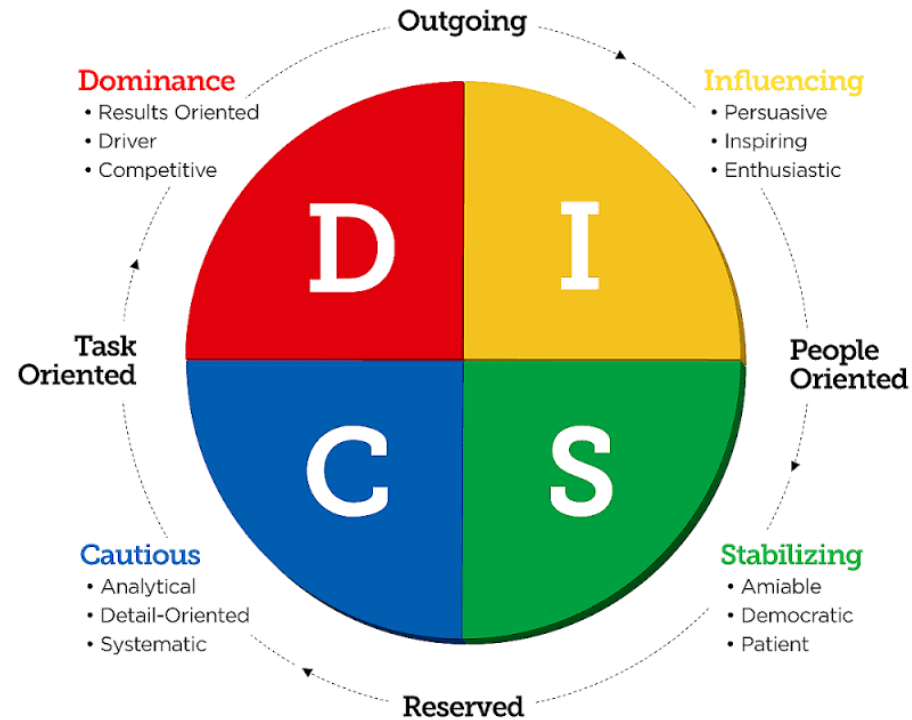 Outgoing
Dominance
• Results Oriented
• Driver
• Competitive
Influencing
• Persuasive
• Inspiring
• Enthusiastic
D
I
Task
Oriented
People
Oriented
C
S
Cautious
• Analytical
• Detail-Oriented
• Systematic
Stabilizing
• Amiable
• Democratic
• Patient
Reserved